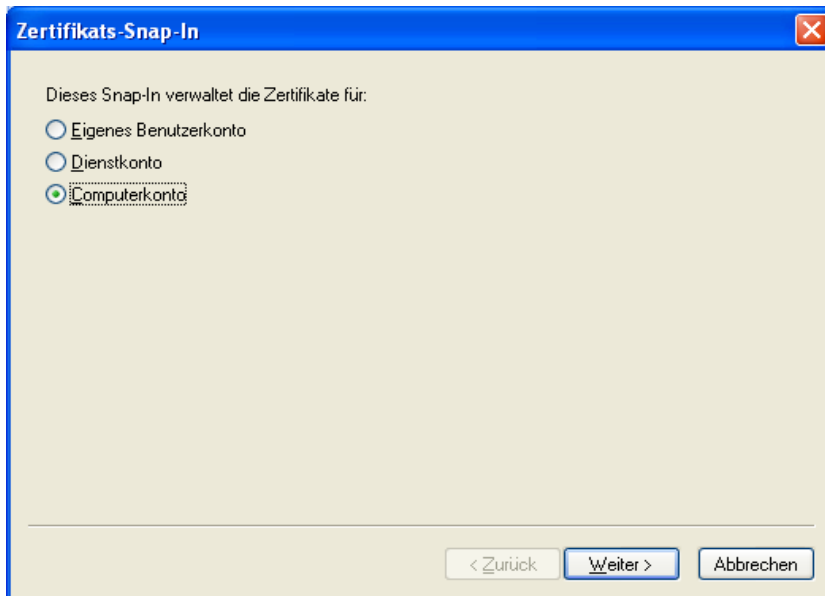 Zertifikats-Snap-In
Dieses Snap-In verwaltet die Zertifikate für:
Eigenes Benutzerkonto
Dienstkonto
Computerkonto
< Zurück Weiter > Abbrechen